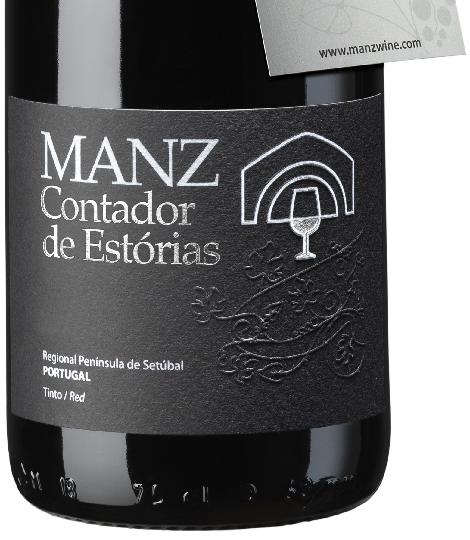 www.manzwine.com
MANZ
Contador
de Estórias
Regional Península de Setúbal
PORTUGAL
Tinto / Red